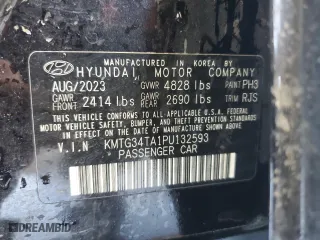 MANUFACTURED IN KOREA BY
HYUNDAI MOTOR COMPANY
AUG/2023 GVWR 4828 lbs PAINT PH3
GAWR FRONT 2414 lbs GAWR REAR 2690 lbs TRIM RJS
THIS VEHICLE CONFORMS TO ALL APPLICABLE U.S.A. FEDERAL
MOTOR VEHICLE SAFETY, BUMPER, AND THEFT PREVENTION
STANDARDS IN EFFECT ON THE DATE OF MANUFACTURE SHOWN ABOVE.
V.I.N KMTG34TA1PU132593
PASSENGER CAR
DREAMBID